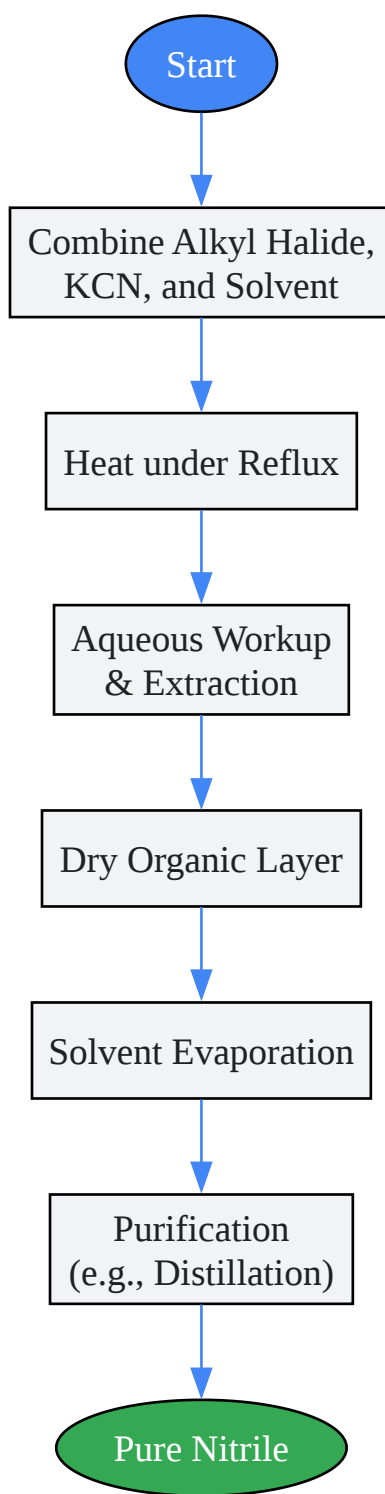 Start
Combine Alkyl Halide,
KCN, and Solvent
Heat under Reflux
Aqueous Workup
& Extraction
Dry Organic Layer
Solvent Evaporation
Purification
(e.g., Distillation)
Pure Nitrile